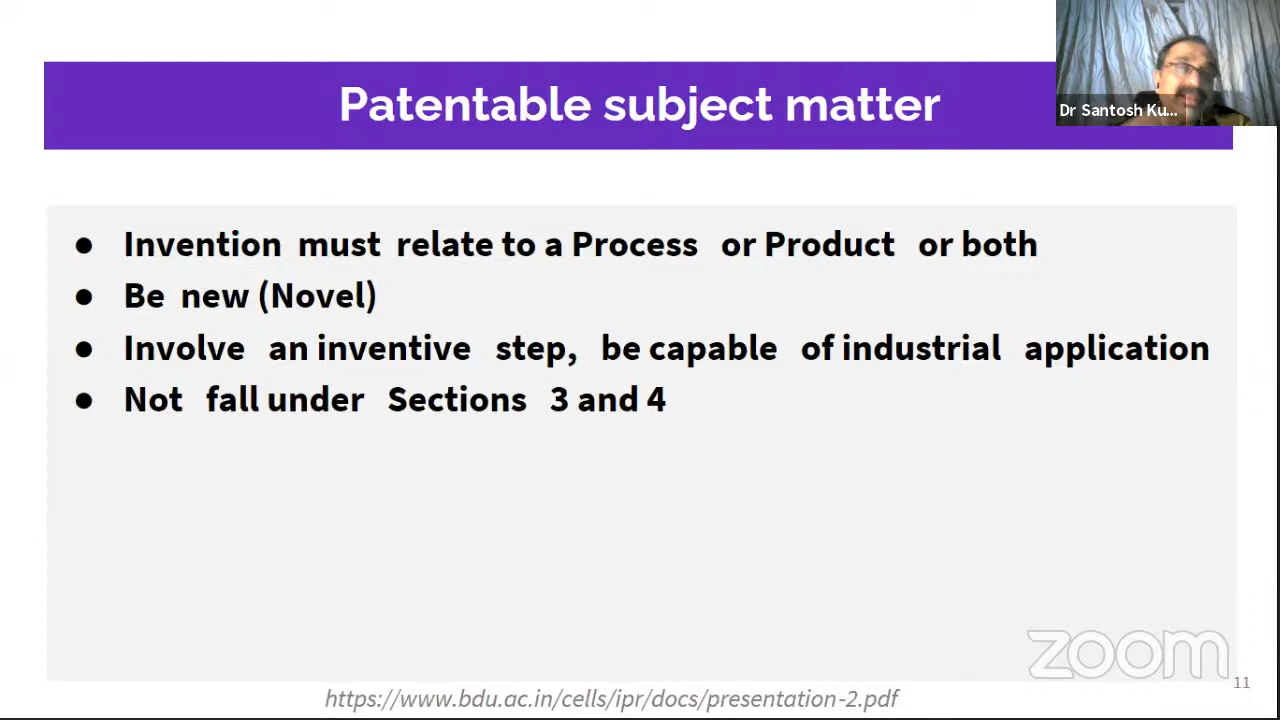 Patentable subject matter
Dr Santosh Ku...
● Invention must relate to a Process or Product or both
● Be new (Novel)
● Involve an inventive step, be capable of industrial application
● Not fall under Sections 3 and 4
zoom
11
https://www.bdu.ac.in/cells/ipr/docs/presentation-2.pdf